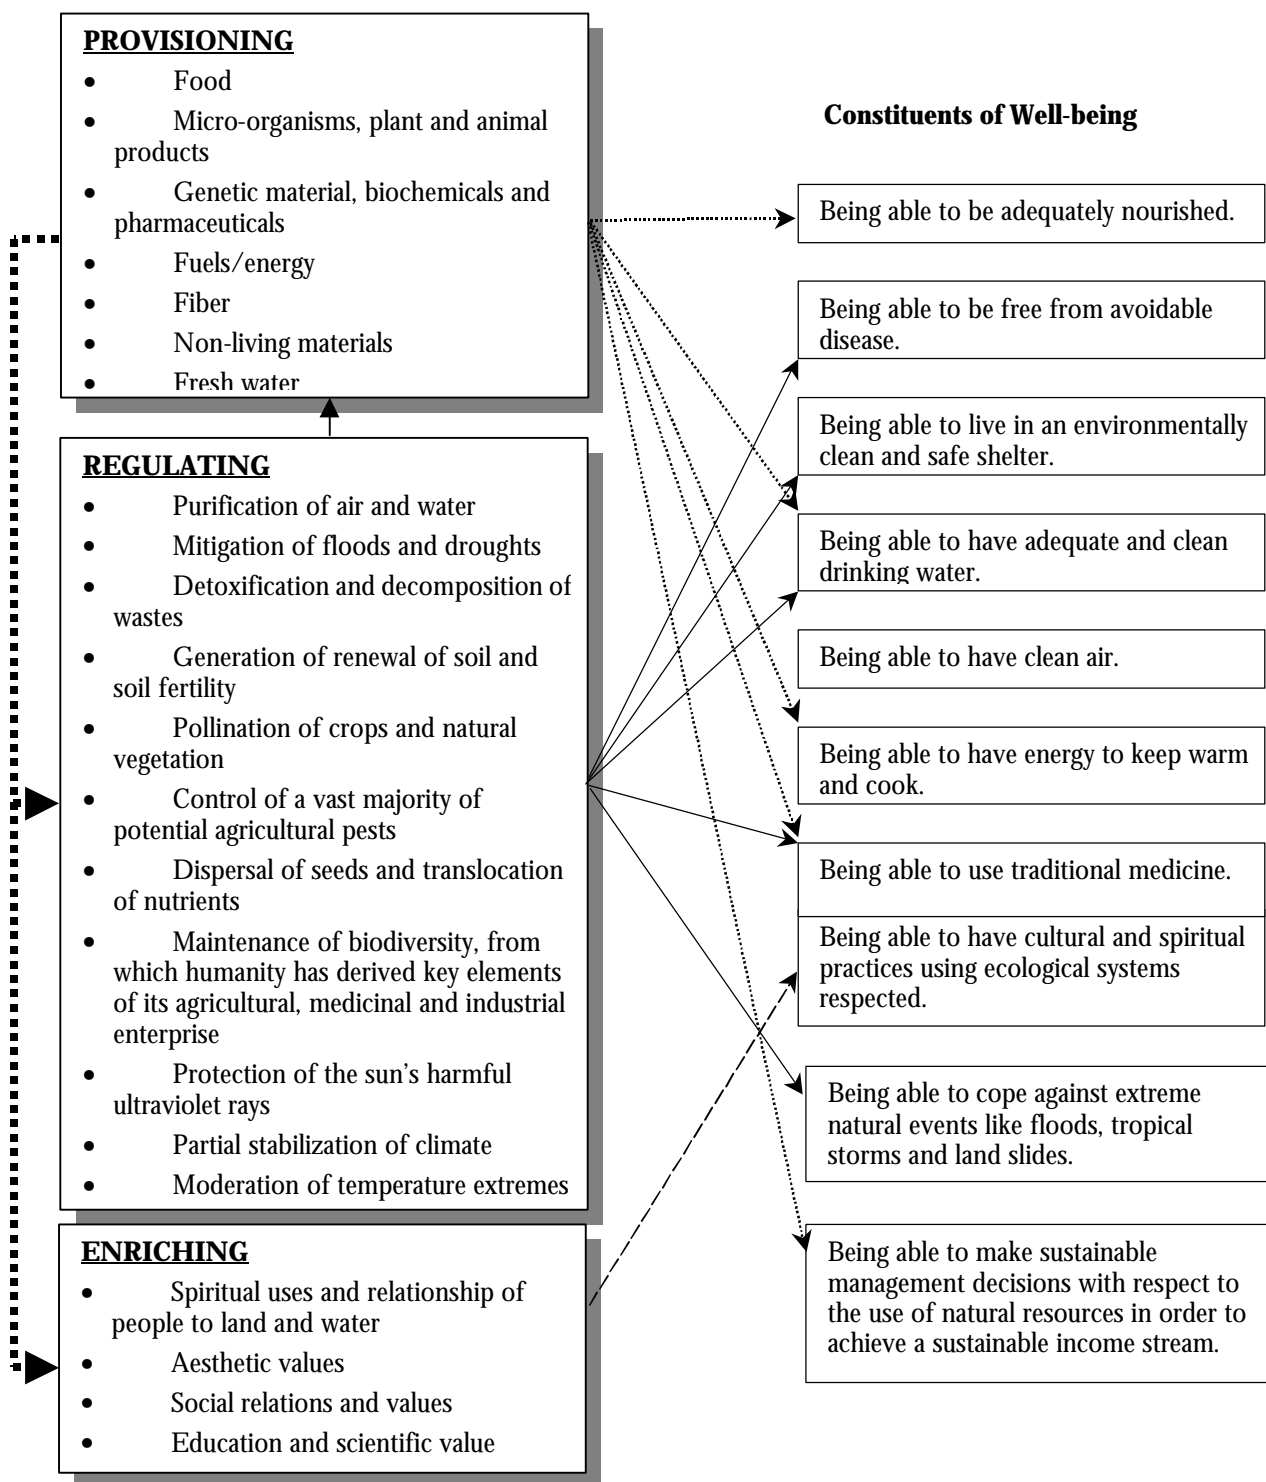 PROVISIONING
• Food
• Micro-organisms, plant and animal
products
• Genetic material, biochemicals and
pharmaceuticals
• Fuels/energy
• Fiber
• Non-living materials
• Fresh water
REGULATING
• Purification of air and water
• Mitigation of floods and droughts
• Detoxification and decomposition of
wastes
• Generation of renewal of soil and
soil fertility
• Pollination of crops and natural
vegetation
• Control of a vast majority of
potential agricultural pests
• Dispersal of seeds and translocation
of nutrients
• Maintenance of biodiversity, from
which humanity has derived key elements
of its agricultural, medicinal and industrial
enterprise
• Protection of the sun’s harmful
ultraviolet rays
• Partial stabilization of climate
• Moderation of temperature extremes
ENRICHING
• Spiritual uses and relationship of
people to land and water
• Aesthetic values
• Social relations and values
• Education and scientific value
Constituents of Well-being
Being able to be adequately nourished.
Being able to be free from avoidable
disease.
Being able to live in an environmentally
clean and safe shelter.
Being able to have adequate and clean
drinking water.
Being able to have clean air.
Being able to have energy to keep warm
and cook.
Being able to use traditional medicine.
Being able to have cultural and spiritual
practices using ecological systems
respected.
Being able to cope against extreme
natural events like floods, tropical
storms and land slides.
Being able to make sustainable
management decisions with respect to
the use of natural resources in order to
achieve a sustainable income stream.